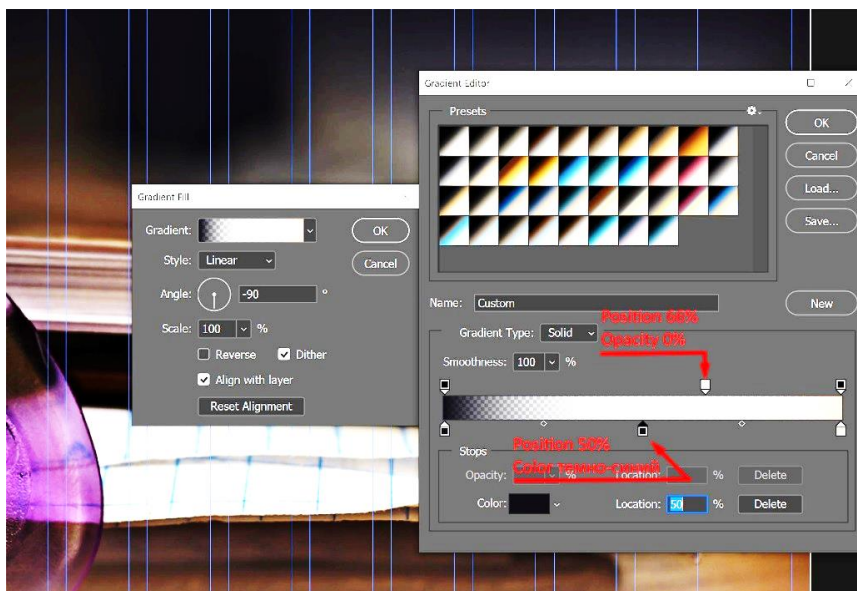 Gradient Editor
Presets
OK
Cancel
Load...
Save...
Gradient Fill
Gradient:
OK
Style: Linear
Cancel
Angle: -90 °
Scale: 100 %
Reverse Dither
Align with layer
Reset Alignment
Name: Custom
New
Position
Gradient Type: Solid
Opacity 0%
Smoothness: 100 %
Position 50%
Stops
Color темно-синий
Opacity: % Location: % Delete
Color: Location: 50 % Delete